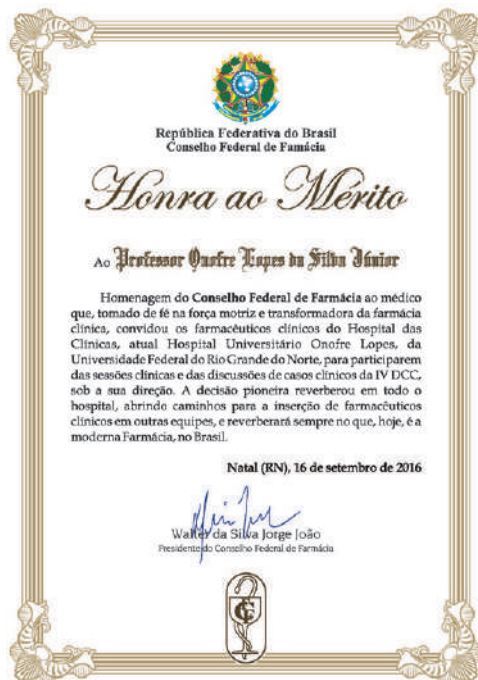 República Federativa do Brasil
Conselho Federal de Famácia
Honra ao Mérito
Ao Professor Onofre Lopes da Silva Júnior
Homenagem do Conselho Federal de Farmácia ao médico
que, tomado de fé na força motriz e transformadora da farmácia
clínica, convidou os farmacêuticos clínicos do Hospital das
Clínicas, atual Hospital Universitário Onofre Lopes, da
Universidade Federal do Rio Grande do Norte, para participarem
das sessões clínicas e das discussões de casos clínicos da IV DCC,
sob a sua direção. A decisão pioneira reverberou em todo o
hospital, abrindo caminhos para a inserção de farmacêuticos
clínicos em outras equipes, e reverberará sempre no que, hoje, é a
moderna Farmácia, no Brasil.
Natal (RN), 16 de setembro de 2016
Walter da Silva Jorge João
Presidente do Conselho Federal de Farmácia